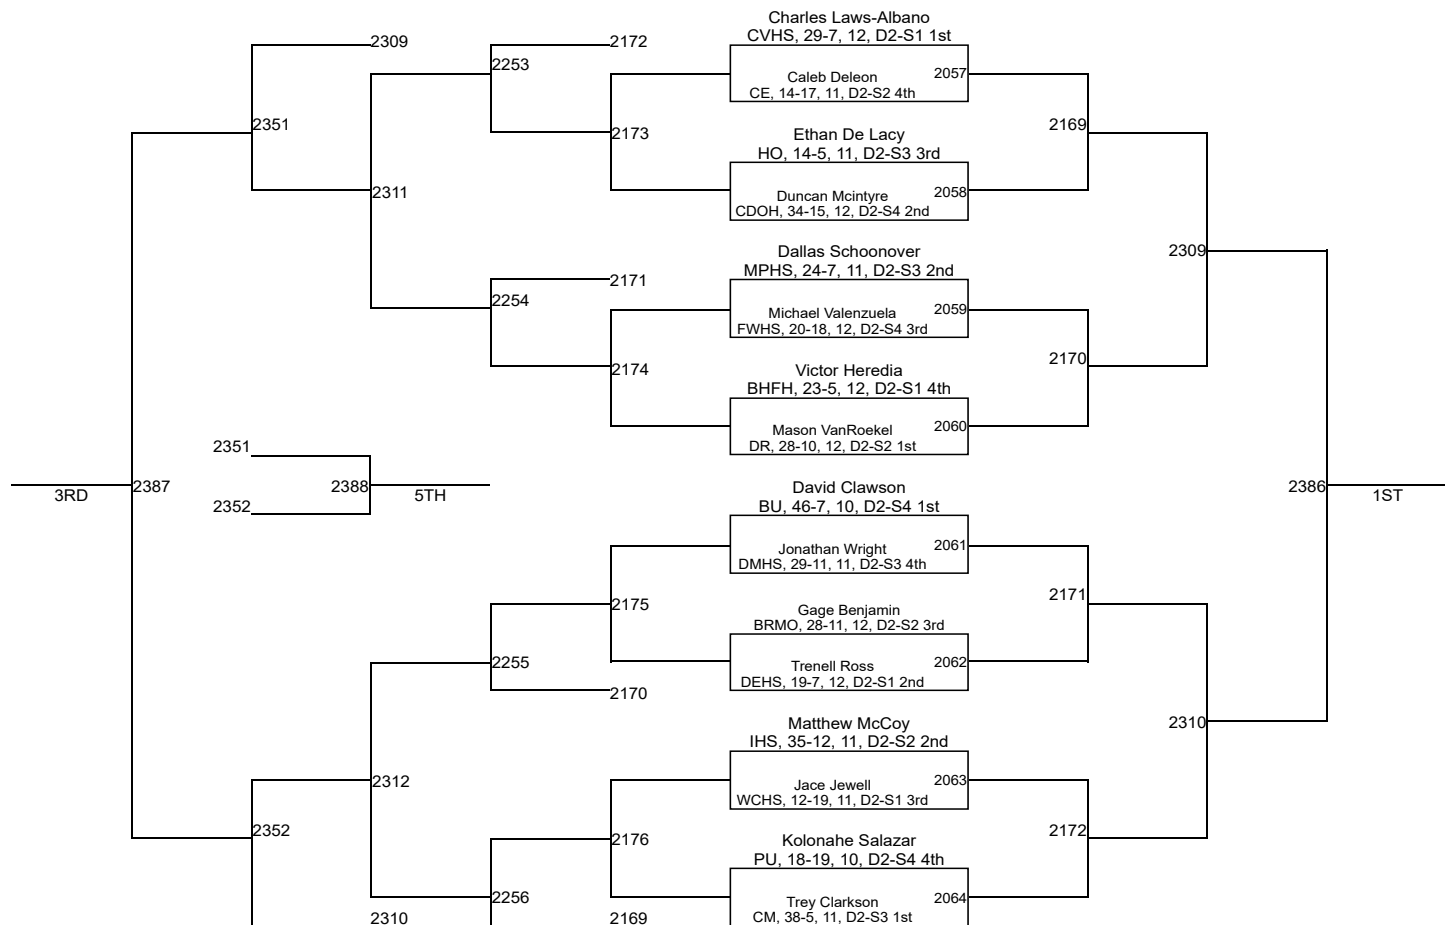 Charles Laws-Albano
CVHS, 29-7, 12, D2-S1 1st
2309
2172
2253
Caleb Deleon
2057
CE, 14-17, 11, D2-S2 4th
2351
2173
Ethan De Lacy
2169
HO, 14-5, 11, D2-S3 3rd
2311
Duncan Mcintyre
2058
CDOH, 34-15, 12, D2-S4 2nd
Dallas Schoonover
2309
MPHS, 24-7, 11, D2-S3 2nd
2171
2254
Michael Valenzuela
2059
FWHS, 20-18, 12, D2-S4 3rd
2174
Victor Heredia
2170
BHFH, 23-5, 12, D2-S1 4th
Mason VanRoekel
2060
DR, 28-10, 12, D2-S2 1st
2351
3RD
2387
2388
5TH
David Clawson
2386
1ST
2352
BU, 46-7, 10, D2-S4 1st
Jonathan Wright
2061
DMHS, 29-11, 11, D2-S3 4th
2175
Gage Benjamin
2171
BRMO, 28-11, 12, D2-S2 3rd
2255
Trenell Ross
2062
DEHS, 19-7, 12, D2-S1 2nd
2170
Matthew McCoy
2310
IHS, 35-12, 11, D2-S2 2nd
2312
Jace Jewell
2063
WCHS, 12-19, 11, D2-S1 3rd
2352
2176
Kolonahe Salazar
2172
PU, 18-19, 10, D2-S4 4th
2256
Trey Clarkson
2064
2310
2169
CM, 38-5, 11, D2-S3 1st